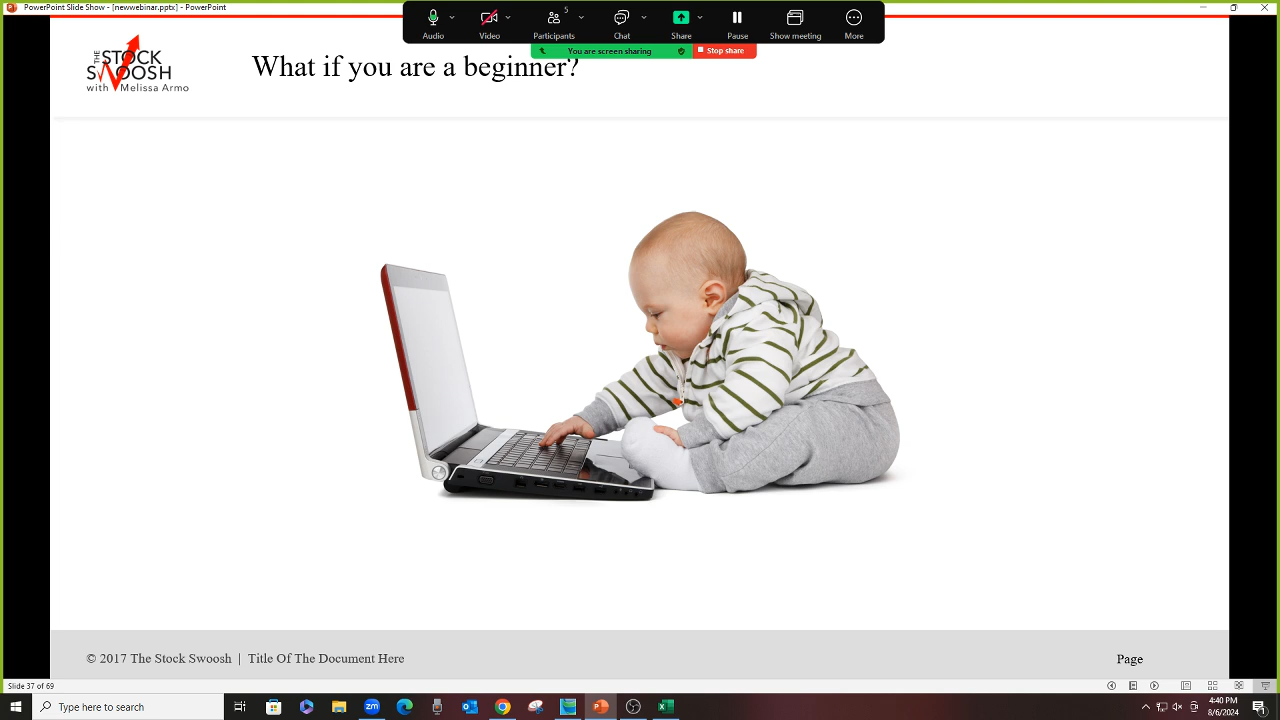 PowerPoint Slide Show - [newwebinar.pptx] - PowerPoint
5
Audio
Video
Participants
Chat
Share
Pause
Show meeting
More
You are screen sharing
Stop share
THE STOCK
SWOOSH
with Melissa Armo
What if you are a beginner?
© 2017 The Stock Swoosh | Title Of The Document Here
Page
Slide 37 of 69
Type here to search
zm
4:40 PM
8/6/2024